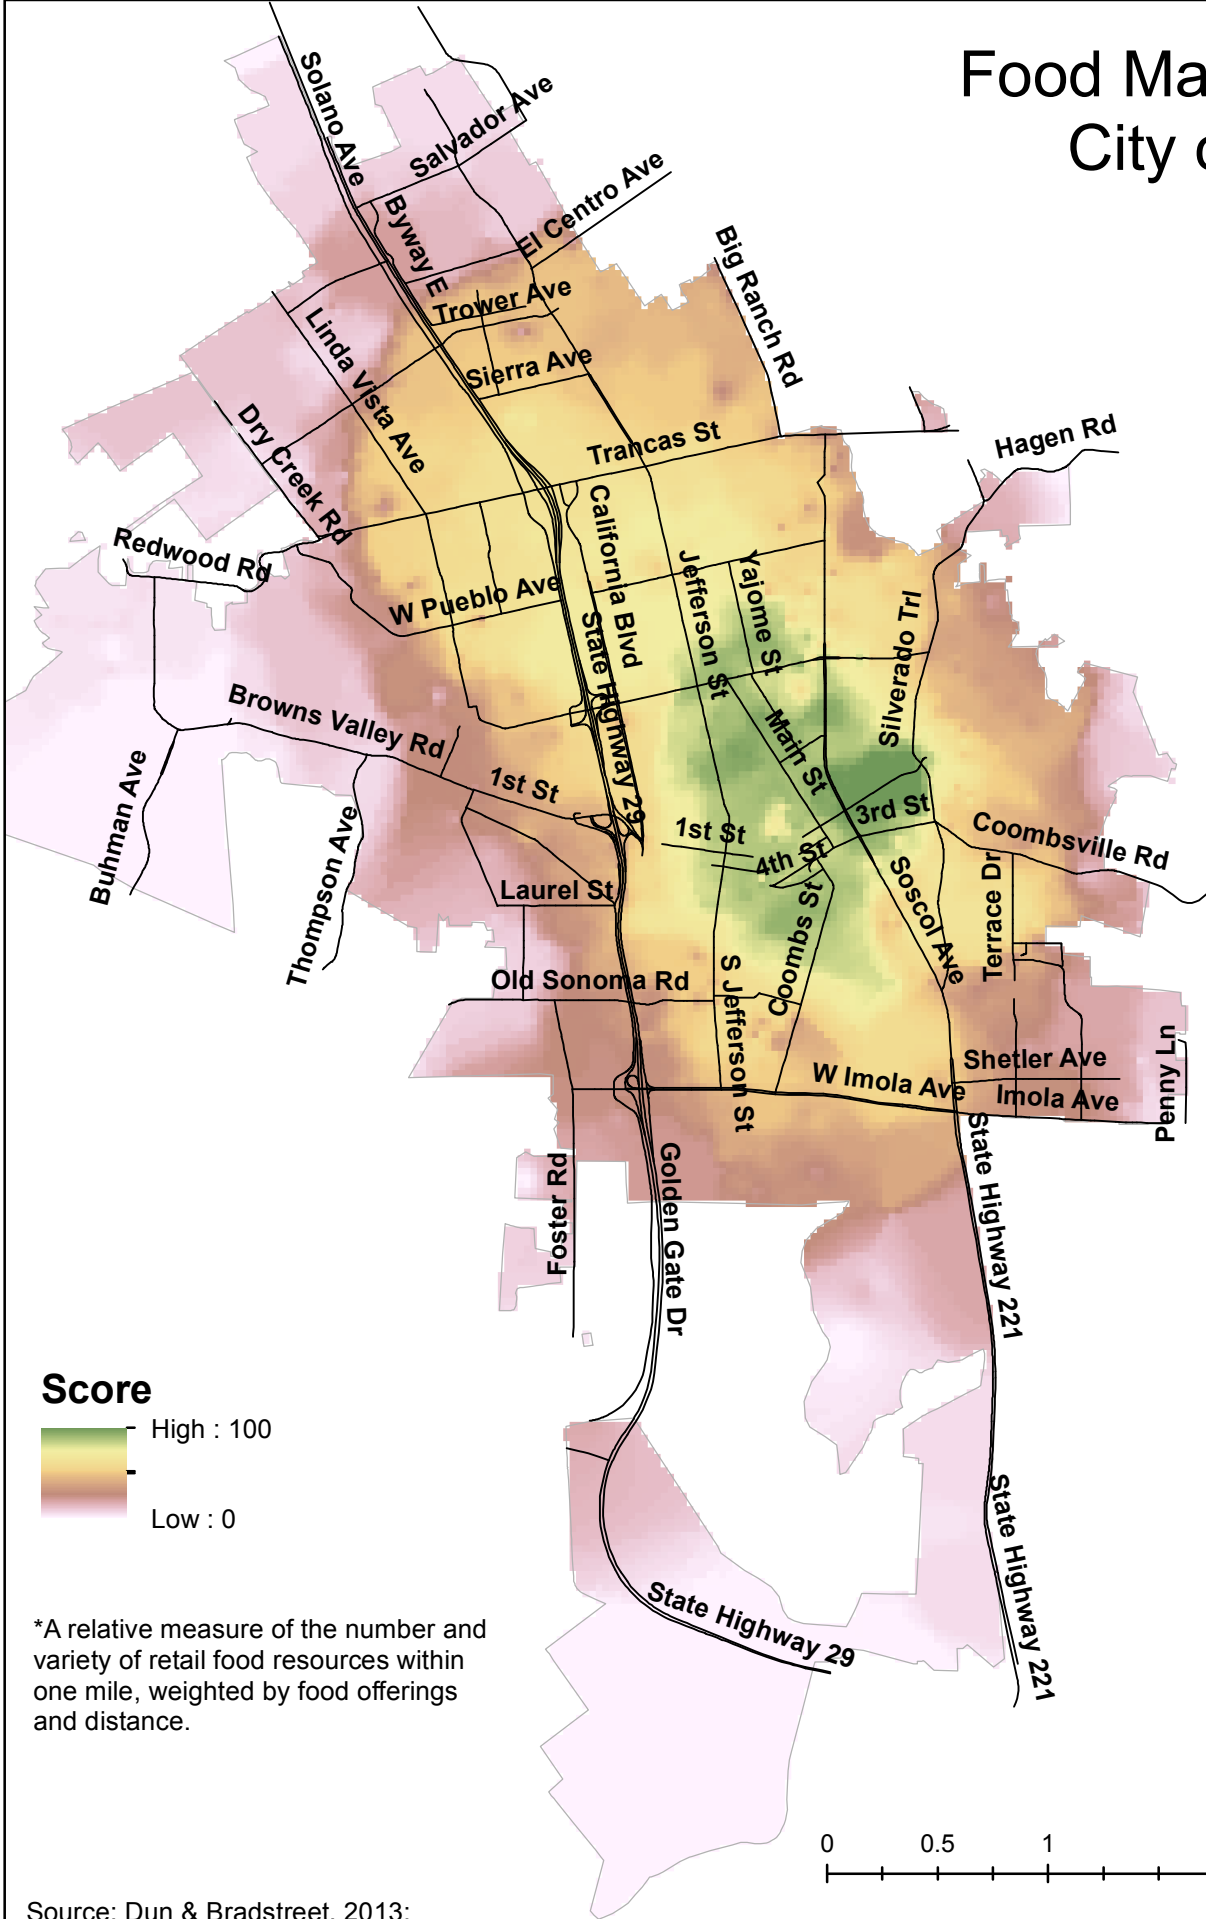 Food Ma
City o
Solano Ave
Salvador Ave
Byway E
El Centro Ave
Big Ranch Rd
Trower Ave
Linda Vista Ave
Sierra Ave
Dry Creek Rd
Trancas St
Hagen Rd
Redwood Rd
California Blvd
W Pueblo Ave
Jefferson St
Yajome St
Silverado Trl
State Highway 29
Browns Valley Rd
Main St
Buhman Ave
1st St
Thompson Ave
1st St
3rd St
4th St
Coombsville Rd
Laurel St
Coombs St
Soscol Ave
Terrace Dr
Old Sonoma Rd
S Jefferson St
W Imola Ave
Shetler Ave
Imola Ave
Penny Ln
Foster Rd
Golden Gate Dr
State Highway 221
Score
High : 100
Low : 0
State Highway 221
State Highway 29
*A relative measure of the number and
variety of retail food resources within
one mile, weighted by food offerings
and distance.
0 0.5 1
Source: Dun & Bradstreet, 2013;